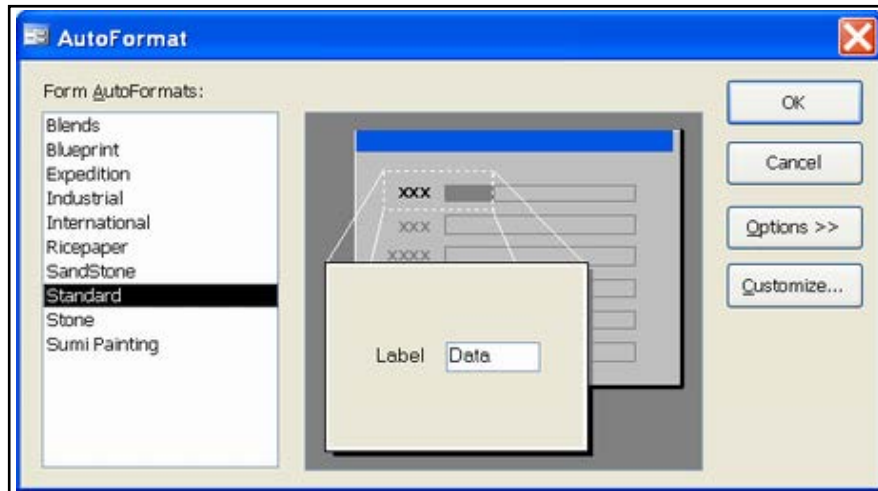 AutoFormat
Form AutoFormats:
Blends
Blueprint
Expedition
Industrial
International
Ricepaper
SandStone
Standard
Stone
Sumi Painting
xxx
xxx
xxxx
Label Data
OK
Cancel
Options >>
Customize...